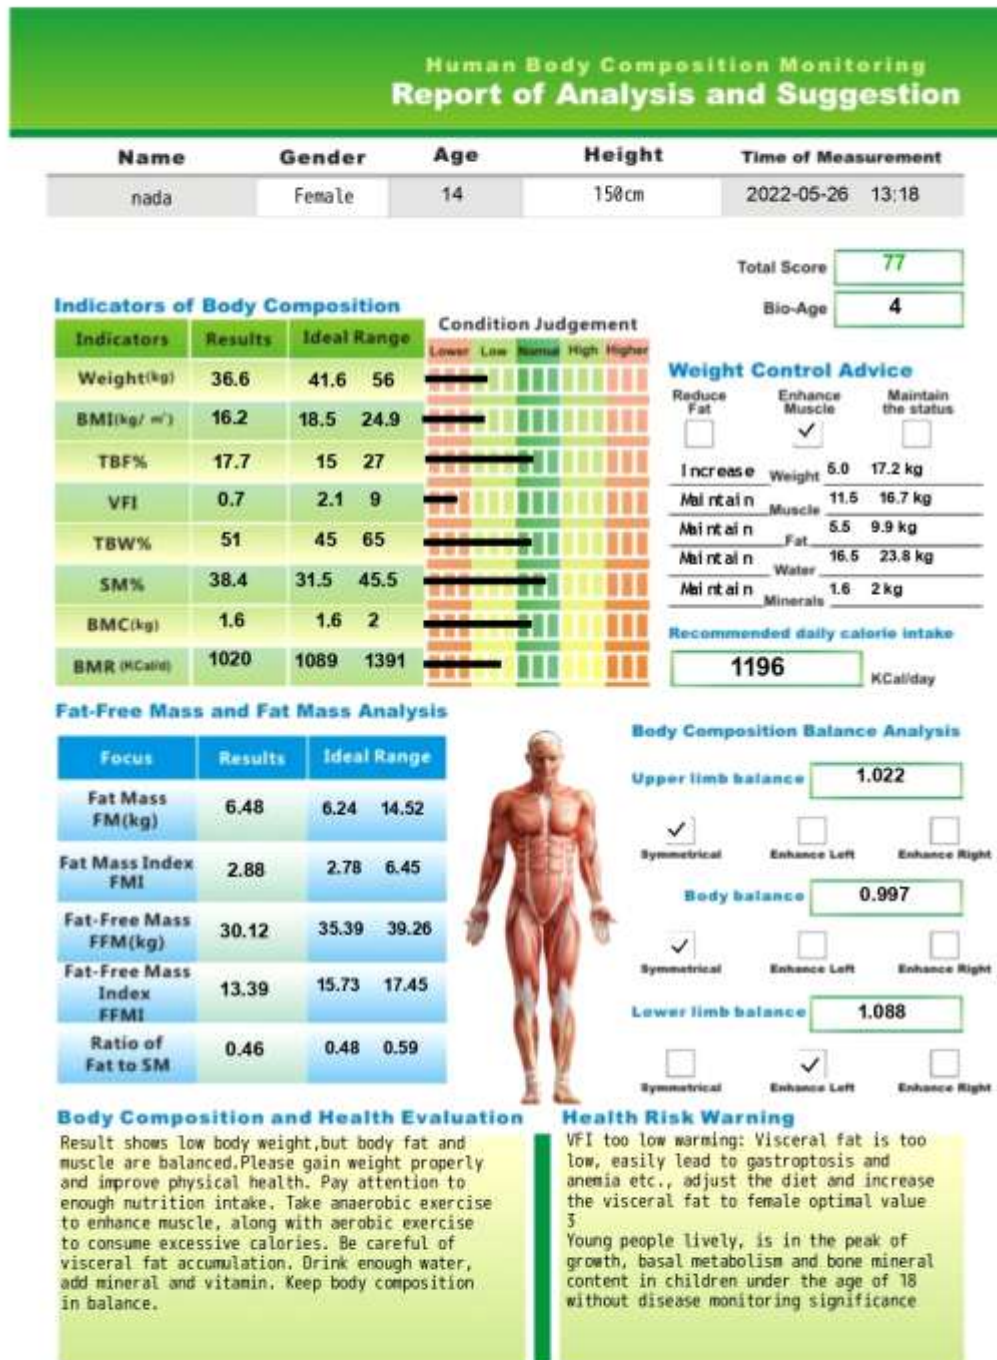 Human Body Composition Monitoring
Report of Analysis and Suggestion
Name Gender Age Height Time of Measurement
nada Female 14 150cm 2022-05-26 13:18
Total Score 77
Bio-Age 4
Indicators of Body Composition
Condition Judgement
Indicators Results Ideal Range Lower Low Normal High Higher
Weight(kg) 36.6 41.6 56
BMI(kg/㎡) 16.2 18.5 24.9
TBF% 17.7 15 27
VFI 0.7 2.1 9
TBW% 51 45 65
SM% 38.4 31.5 45.5
BMC(kg) 1.6 1.6 2
BMR (KCal/d) 1020 1089 1391
Weight Control Advice
Reduce Fat Enhance Muscle Maintain the status
✓
Increase Weight 5.0 17.2 kg
Maintain Muscle 11.5 16.7 kg
Maintain Fat 5.5 9.9 kg
Maintain Water 16.5 23.8 kg
Maintain Minerals 1.6 2 kg
Recommended daily calorie intake
1196 KCal/day
Fat-Free Mass and Fat Mass Analysis
Focus Results Ideal Range
Fat Mass
FM(kg) 6.48 6.24 14.52
Fat Mass Index
FMI 2.88 2.78 6.45
Fat-Free Mass
FFM(kg) 30.12 35.39 39.26
Fat-Free Mass
Index
FFMI 13.39 15.73 17.45
Ratio of
Fat to SM 0.46 0.48 0.59
Body Composition Balance Analysis
Upper limb balance 1.022
✓
Symmetrical Enhance Left Enhance Right
Body balance 0.997
✓
Symmetrical Enhance Left Enhance Right
Lower limb balance 1.088
✓
Symmetrical Enhance Left Enhance Right
Body Composition and Health Evaluation
Result shows low body weight,but body fat and
muscle are balanced.Please gain weight properly
and improve physical health. Pay attention to
enough nutrition intake. Take anaerobic exercise
to enhance muscle, along with aerobic exercise
to consume excessive calories. Be careful of
visceral fat accumulation. Drink enough water,
add mineral and vitamin. Keep body composition
in balance.
Health Risk Warning
VFI too low warming: Visceral fat is too
low, easily lead to gastroptosis and
anemia etc., adjust the diet and increase
the visceral fat to female optimal value
3
Young people lively, is in the peak of
growth, basal metabolism and bone mineral
content in children under the age of 18
without disease monitoring significance